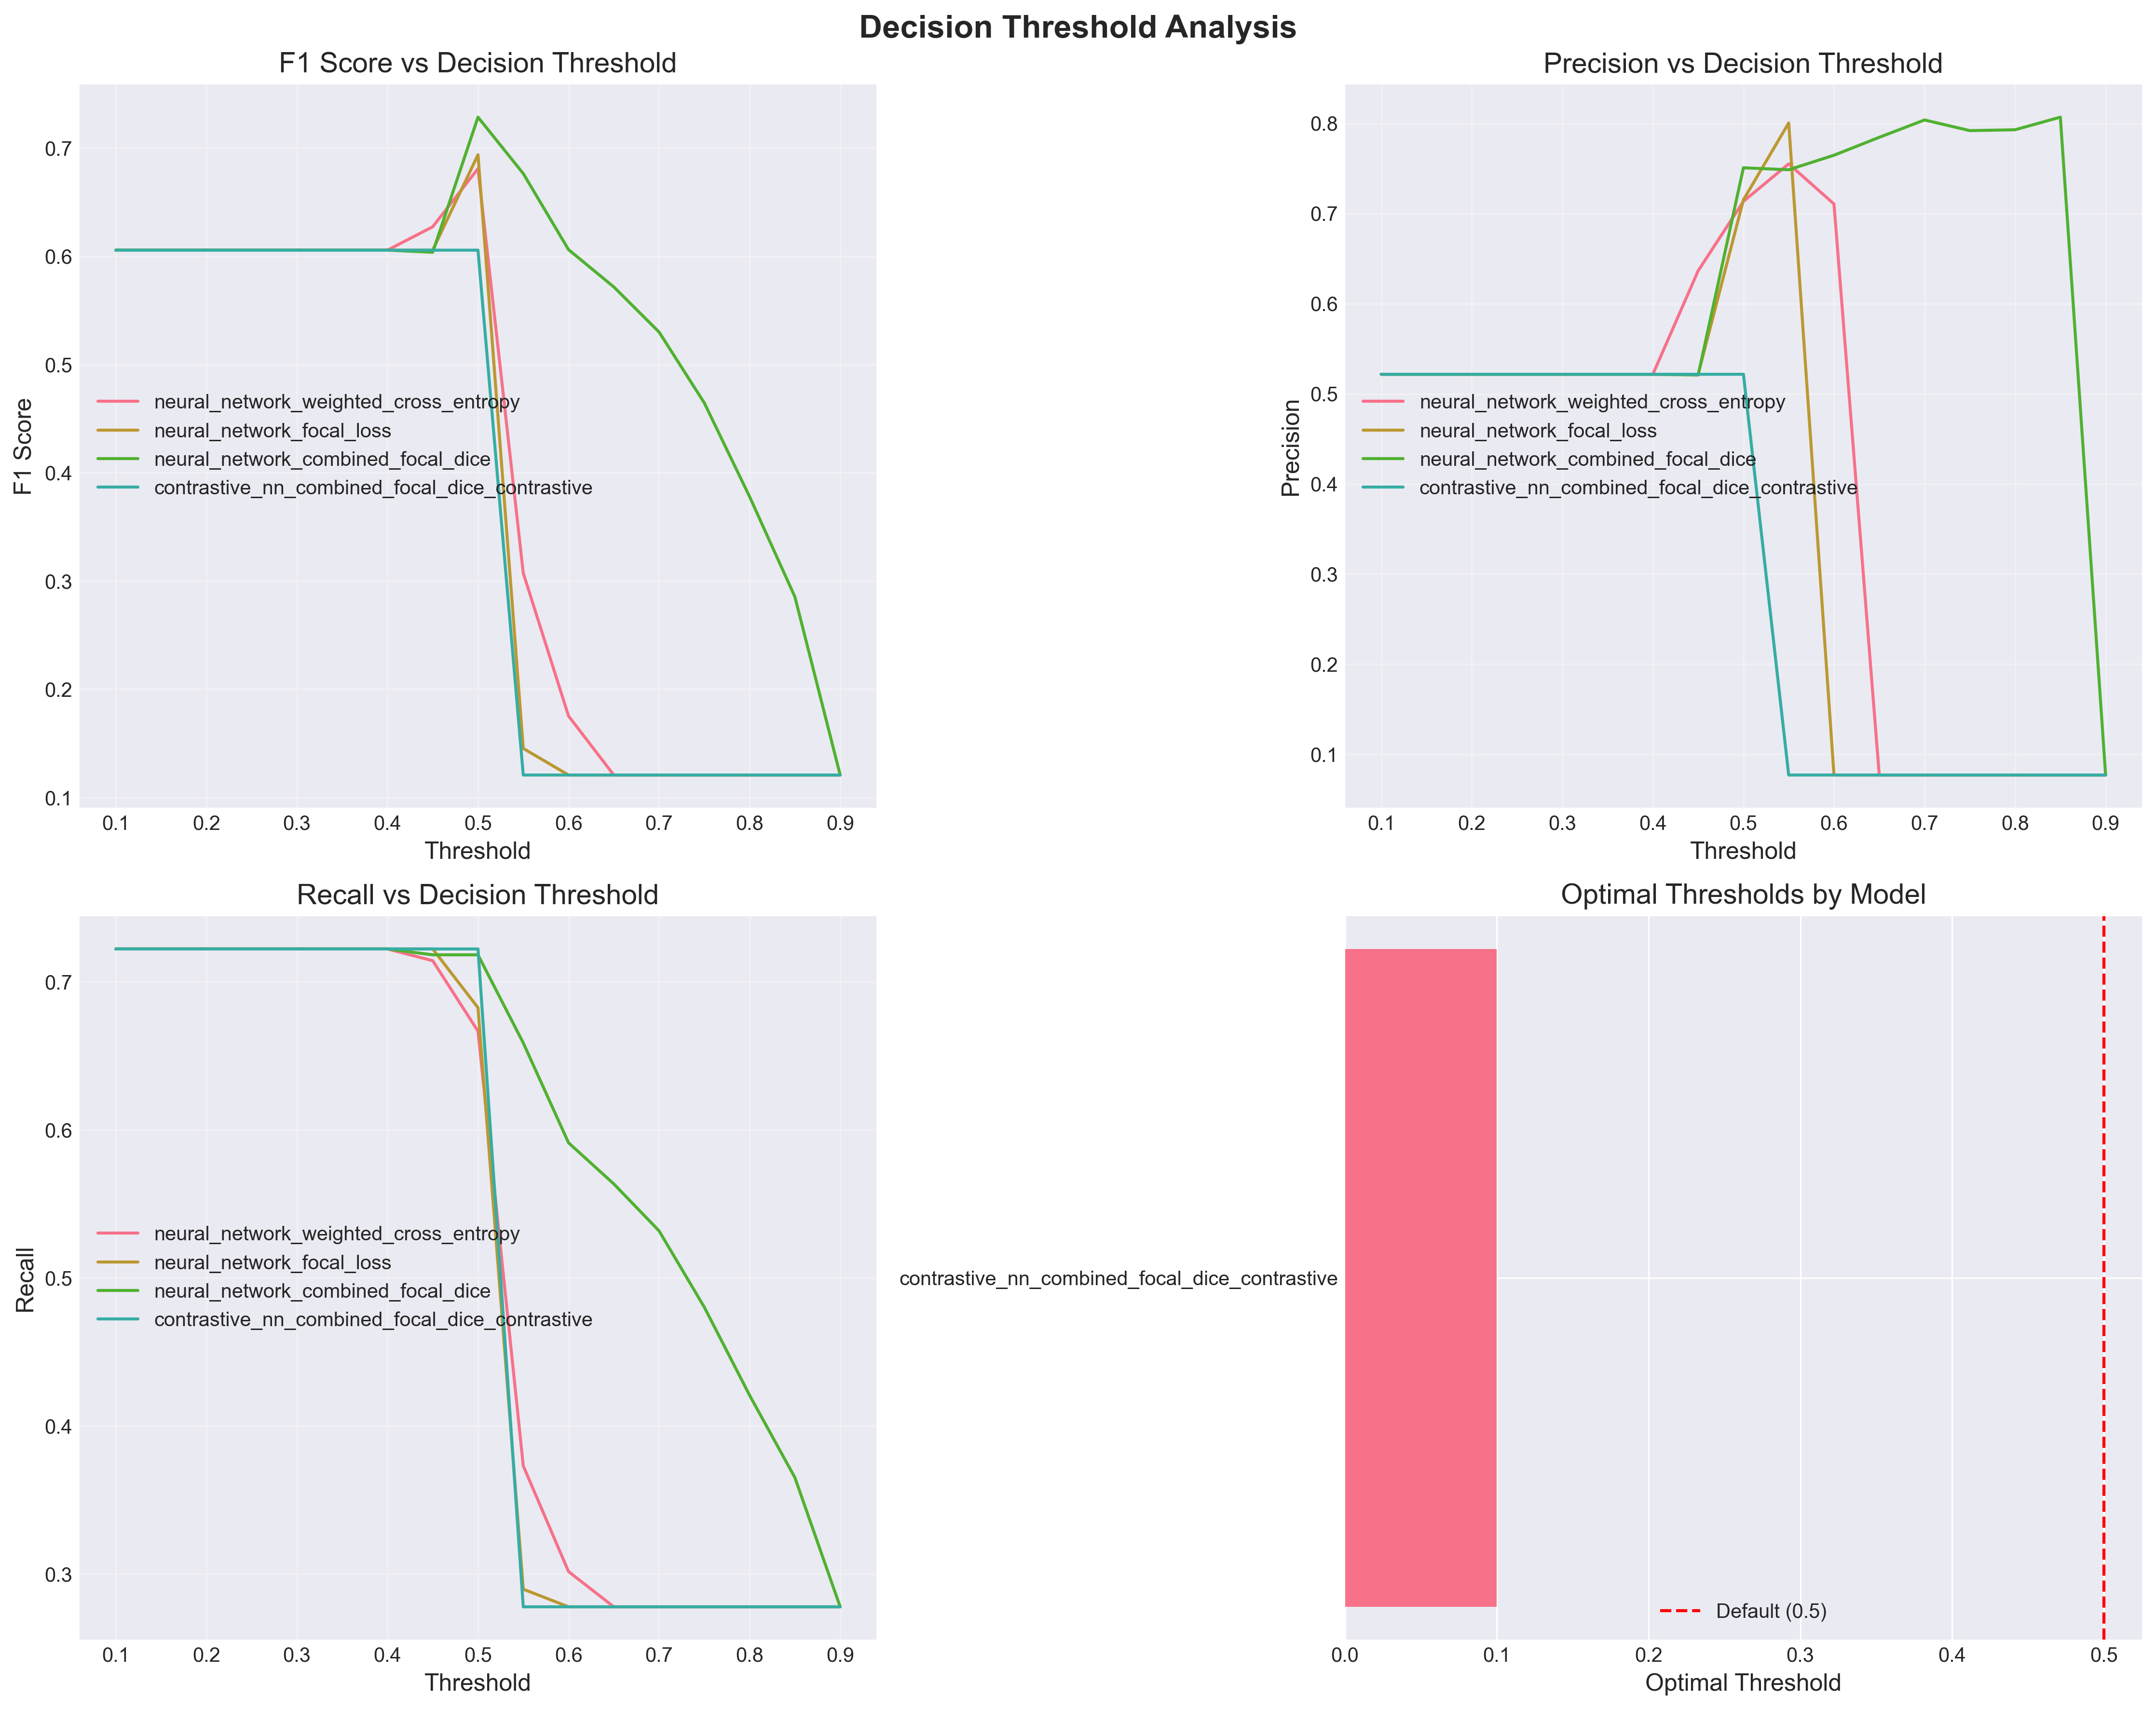 Decision Threshold Analysis
F1 Score vs Decision Threshold
F1 Score
0.7
0.6
0.5
0.4
0.3
0.2
0.1
neural_network_weighted_cross_entropy
neural_network_focal_loss
neural_network_combined_focal_dice
contrastive_nn_combined_focal_dice_contrastive
0.1 0.2 0.3 0.4 0.5 0.6 0.7 0.8 0.9
Threshold
Precision vs Decision Threshold
Precision
0.8
0.7
0.6
0.5
0.4
0.3
0.2
0.1
neural_network_weighted_cross_entropy
neural_network_focal_loss
neural_network_combined_focal_dice
contrastive_nn_combined_focal_dice_contrastive
0.1 0.2 0.3 0.4 0.5 0.6 0.7 0.8 0.9
Threshold
Recall vs Decision Threshold
Recall
0.7
0.6
0.5
0.4
0.3
neural_network_weighted_cross_entropy
neural_network_focal_loss
neural_network_combined_focal_dice
contrastive_nn_combined_focal_dice_contrastive
0.1 0.2 0.3 0.4 0.5 0.6 0.7 0.8 0.9
Threshold
Optimal Thresholds by Model
contrastive_nn_combined_focal_dice_contrastive
Default (0.5)
0.0 0.1 0.2 0.3 0.4 0.5
Optimal Threshold